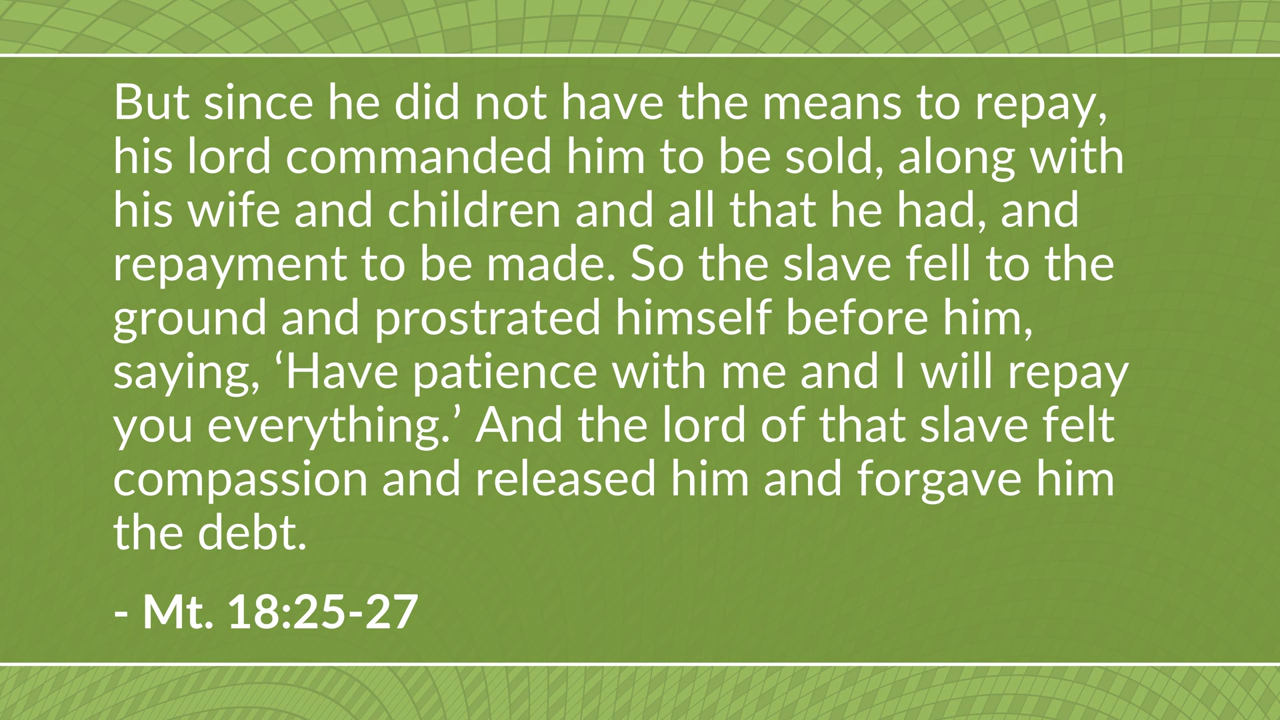 But since he did not have the means to repay,
his lord commanded him to be sold, along with
his wife and children and all that he had, and
repayment to be made. So the slave fell to the
ground and prostrated himself before him,
saying, ‘Have patience with me and I will repay
you everything.’ And the lord of that slave felt
compassion and released him and forgave him
the debt.
- Mt. 18:25-27